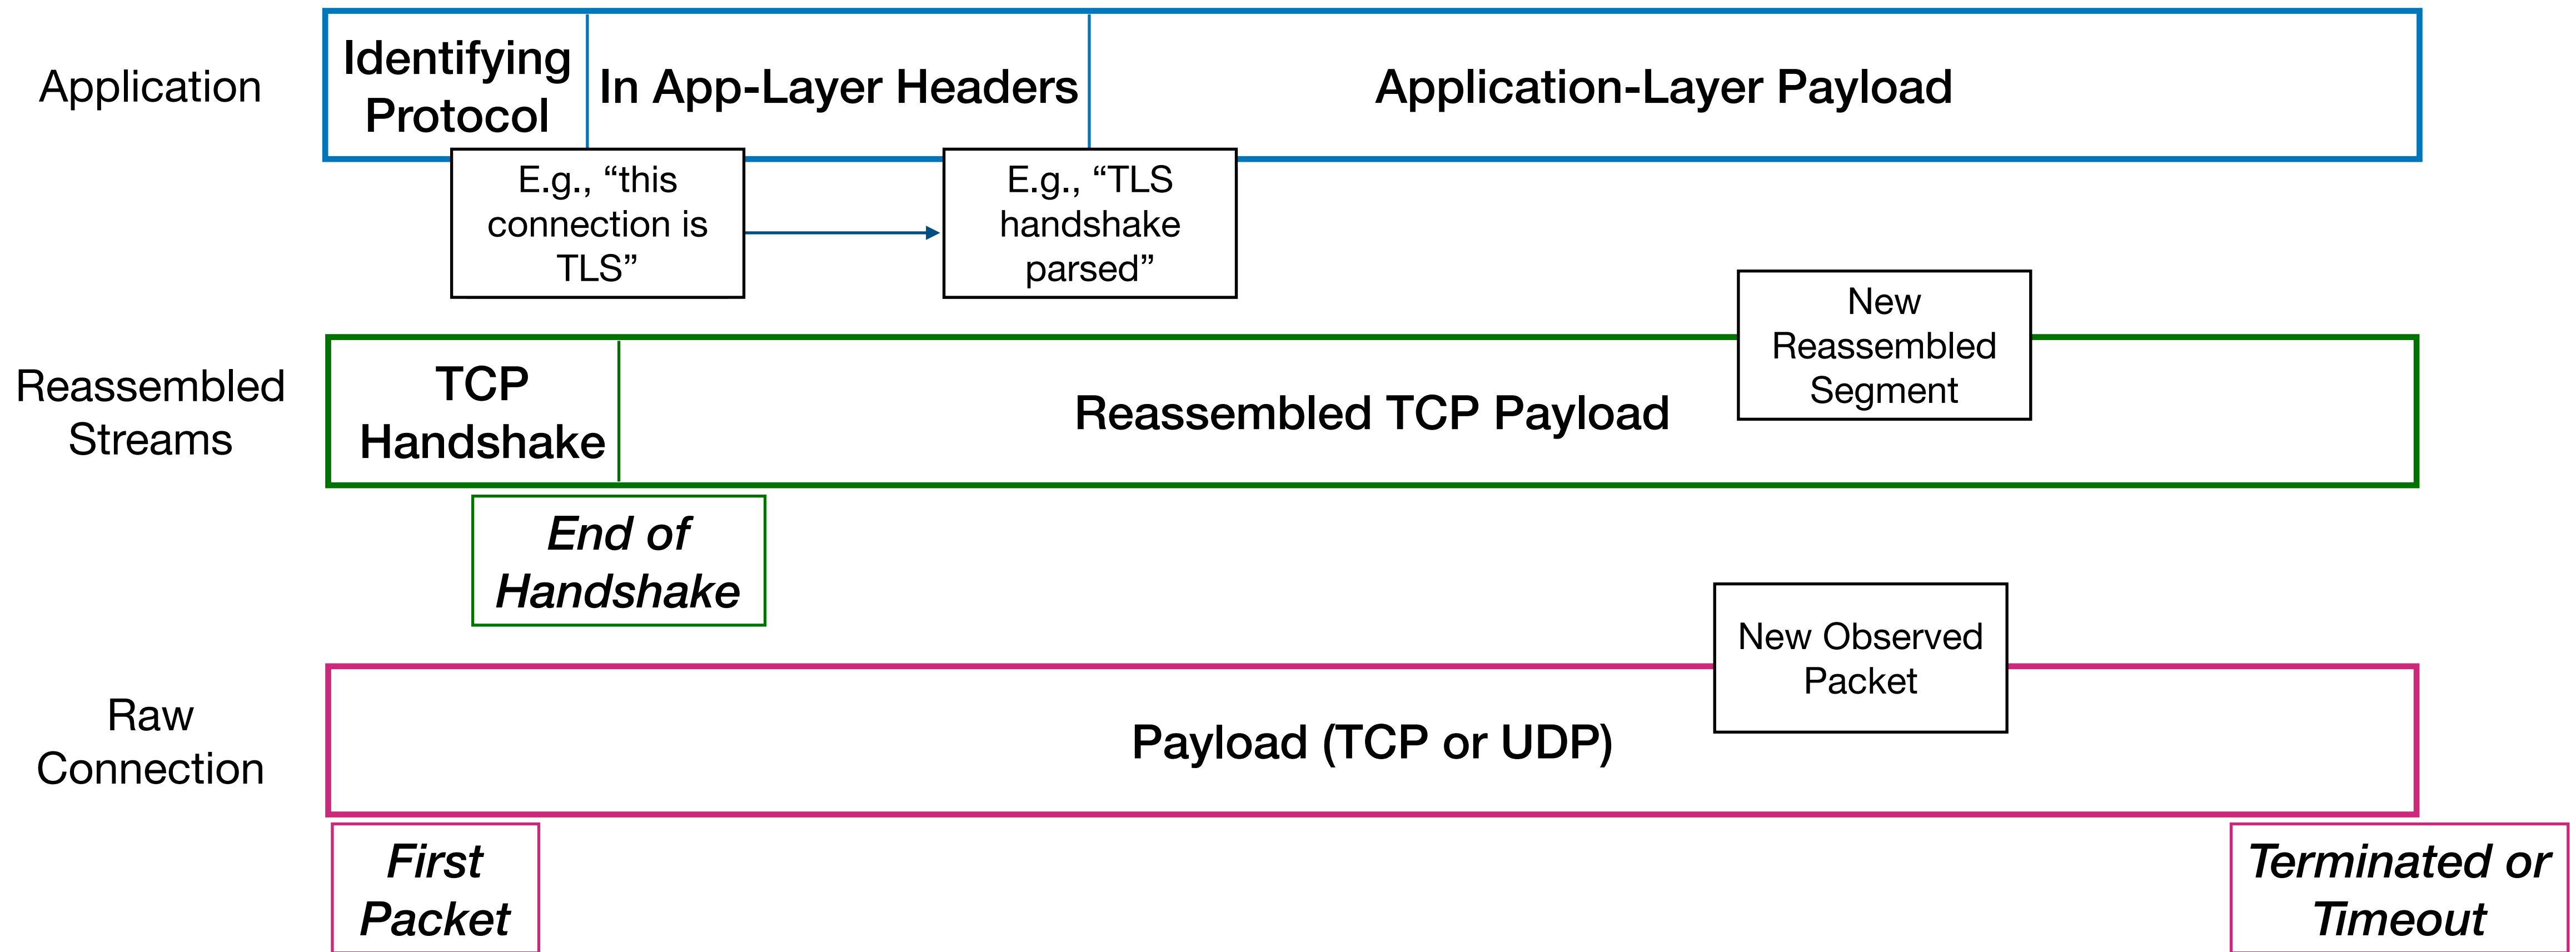 Application
Identifying
Protocol
In App-Layer Headers
Application-Layer Payload
E.g., “this
connection is
TLS”
E.g., “TLS
handshake
parsed”
New
Reassembled
Segment
Reassembled
Streams
TCP
Handshake
Reassembled TCP Payload
End of
Handshake
New Observed
Packet
Raw
Connection
Payload (TCP or UDP)
First
Packet
Terminated or
Timeout